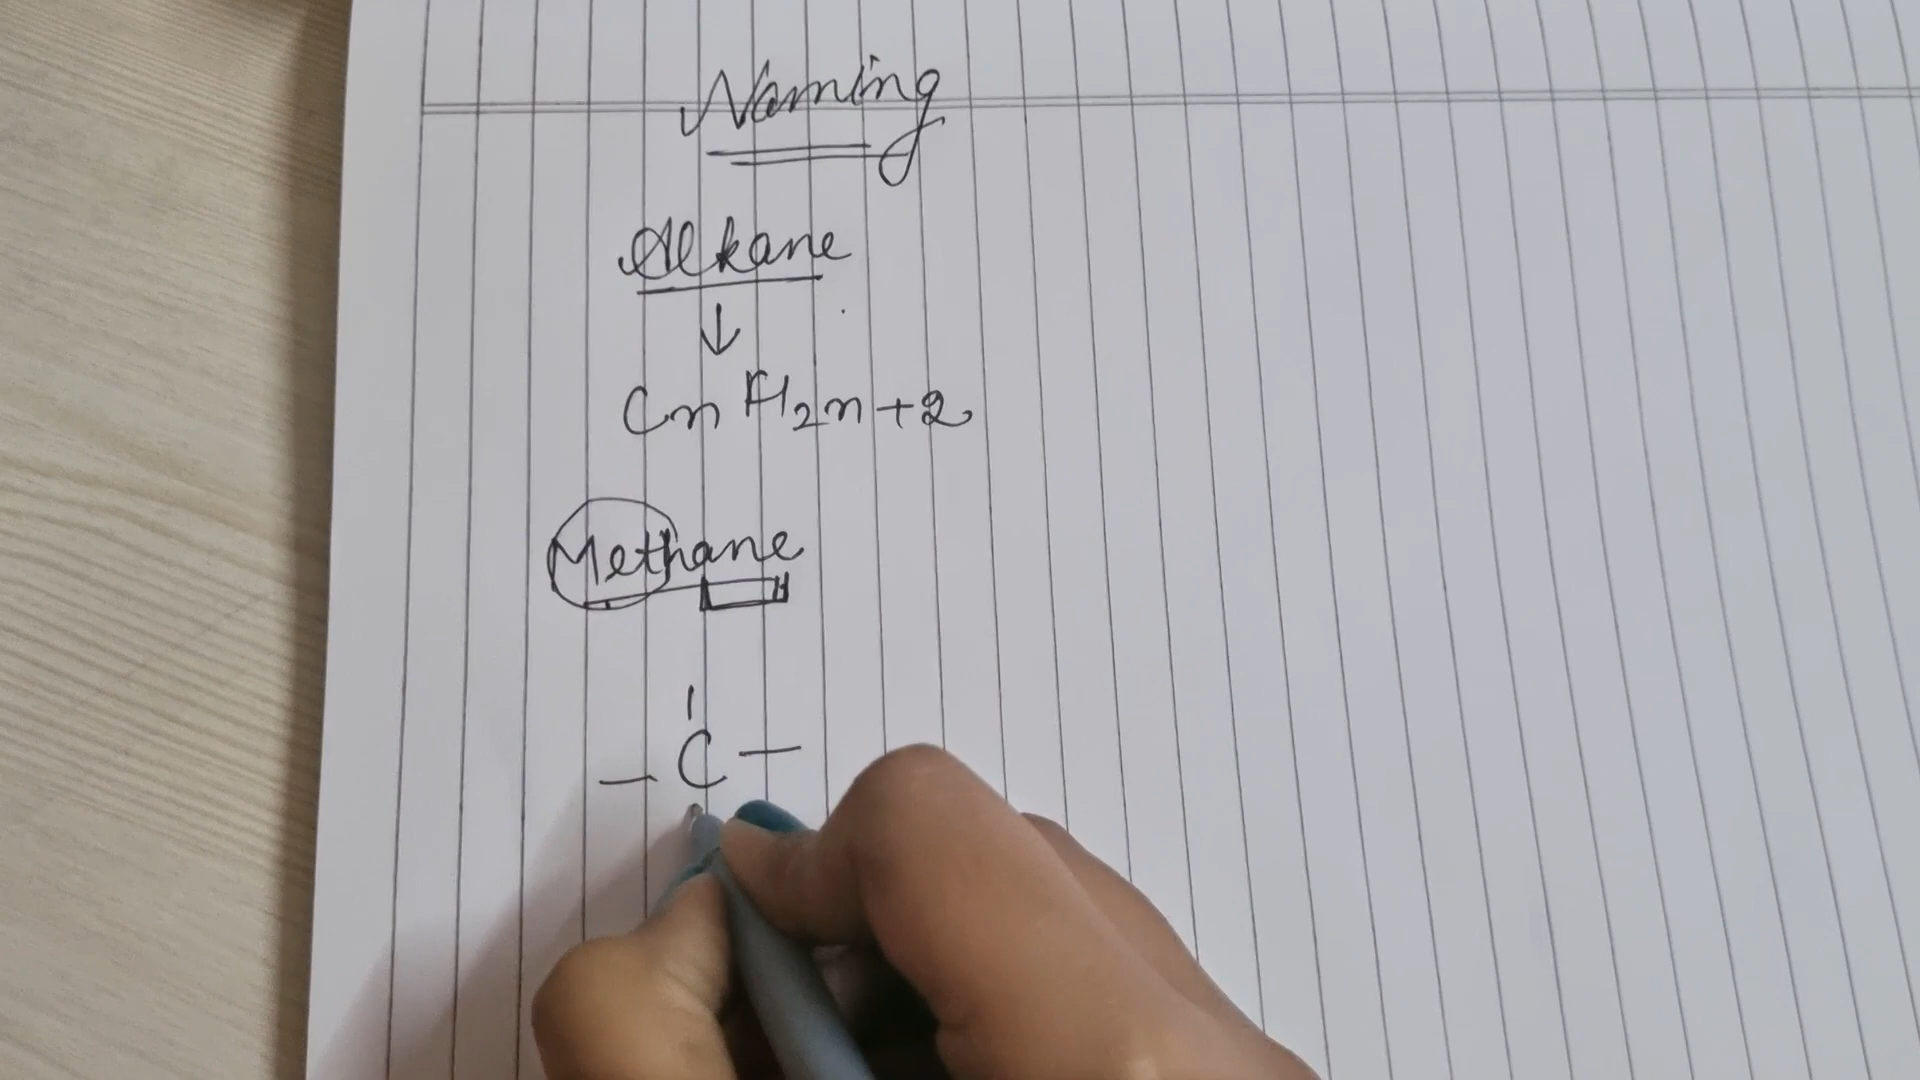 Naming
Alkane
↓
CnH2n+2
Methane
C